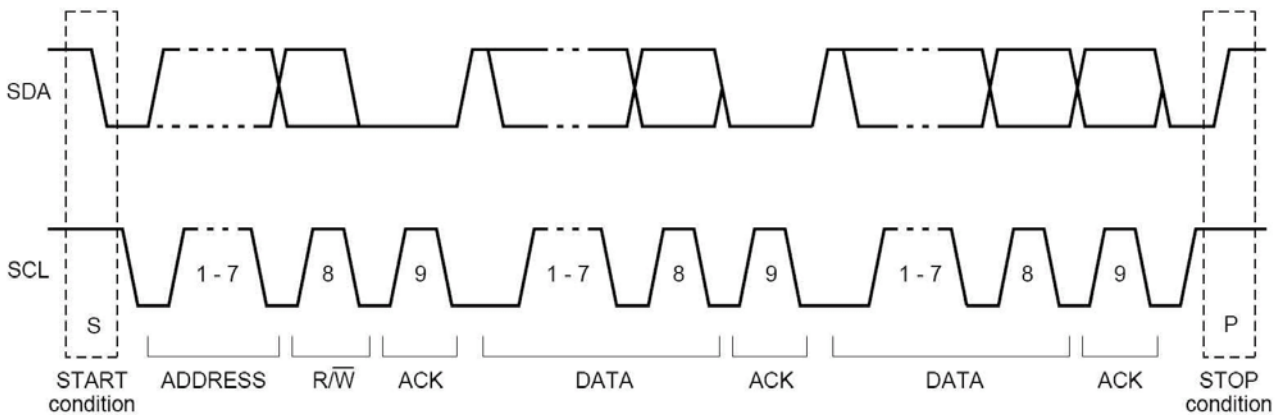 SDA
SCL
1 - 7
8
9
1 - 7
8
9
1 - 7
8
9
S
P
START
condition
ADDRESS
R/W̅
ACK
DATA
ACK
DATA
ACK
STOP
condition